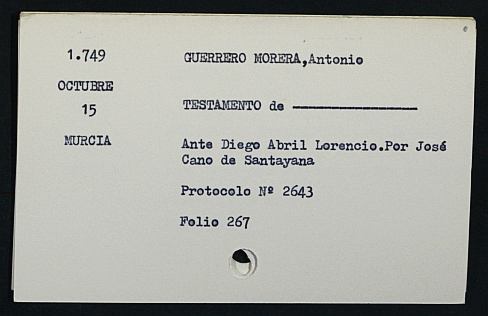 1.749
OCTUBRE
15
MURCIA
GUERRERO MORERA,Antonio
TESTAMENTO de
Ante Diego Abril Lorencio.Por José
Cano de Santayana
Protocolo Nº 2643
Folio 267